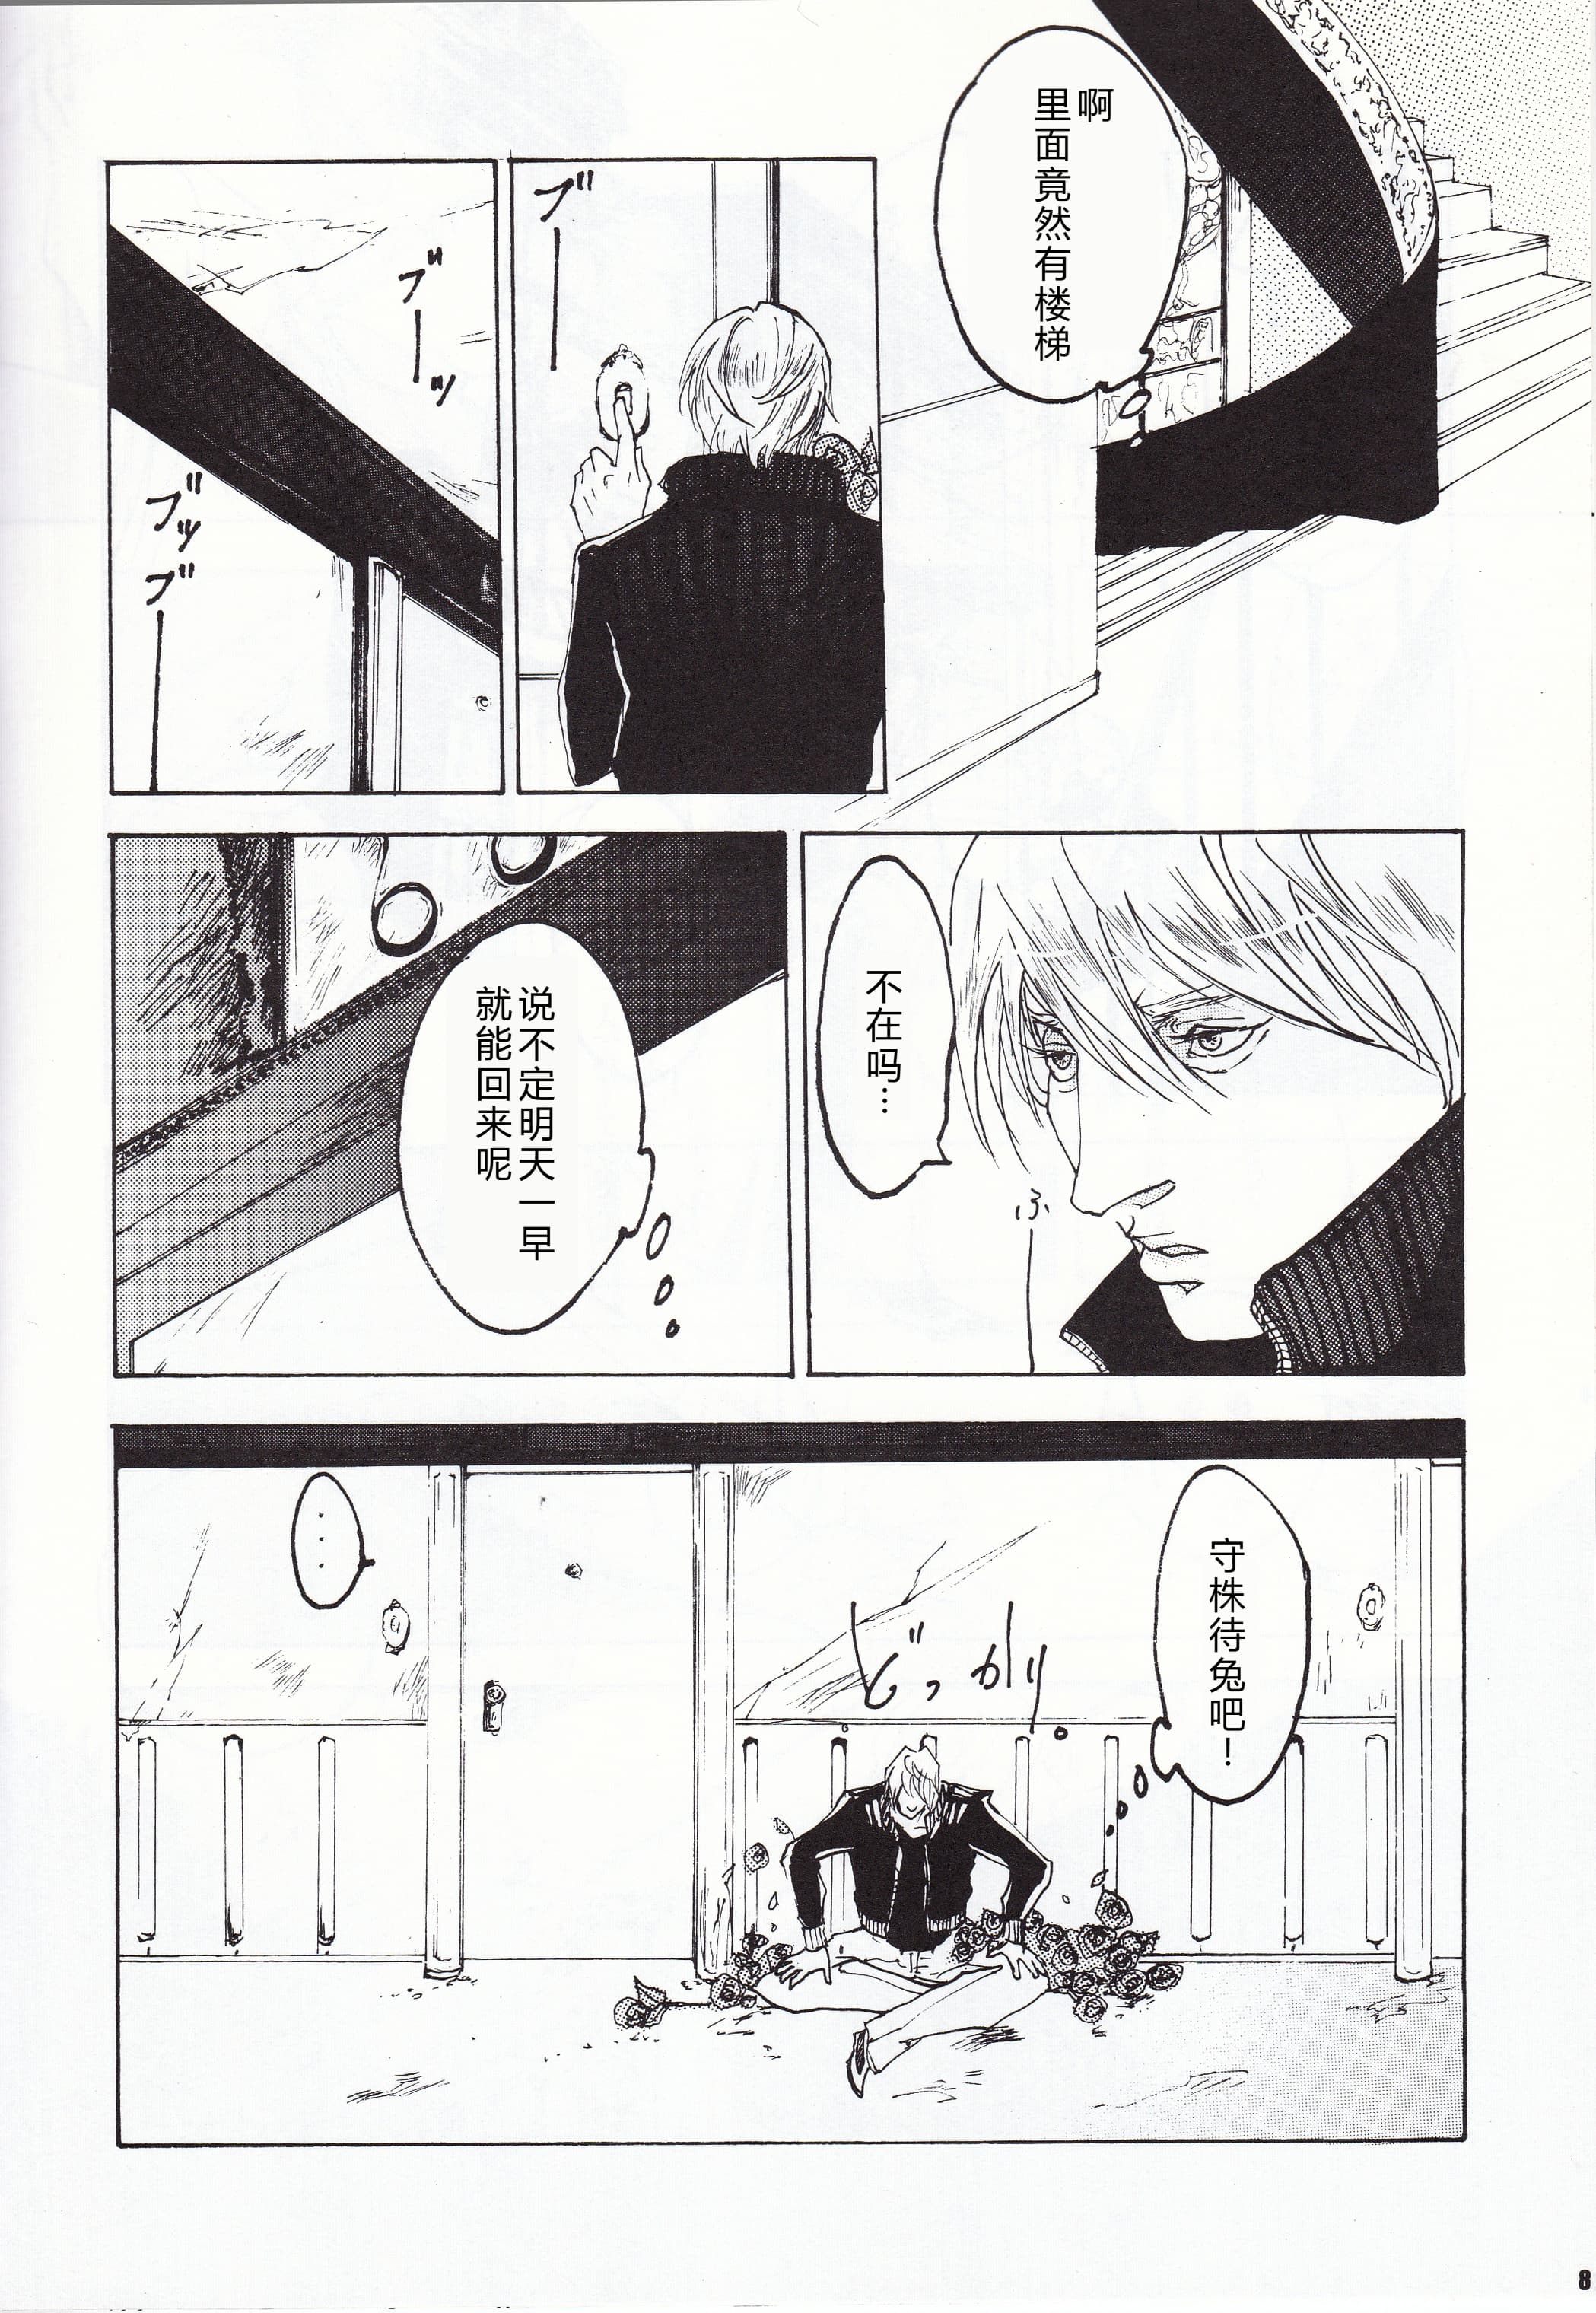 啊
里面竟然有楼梯
ブー
ブーッ
ブッブー
不在吗…
ふー
说不定明天一早
就能回来呢
守株待兔吧！
どっかり
...
8